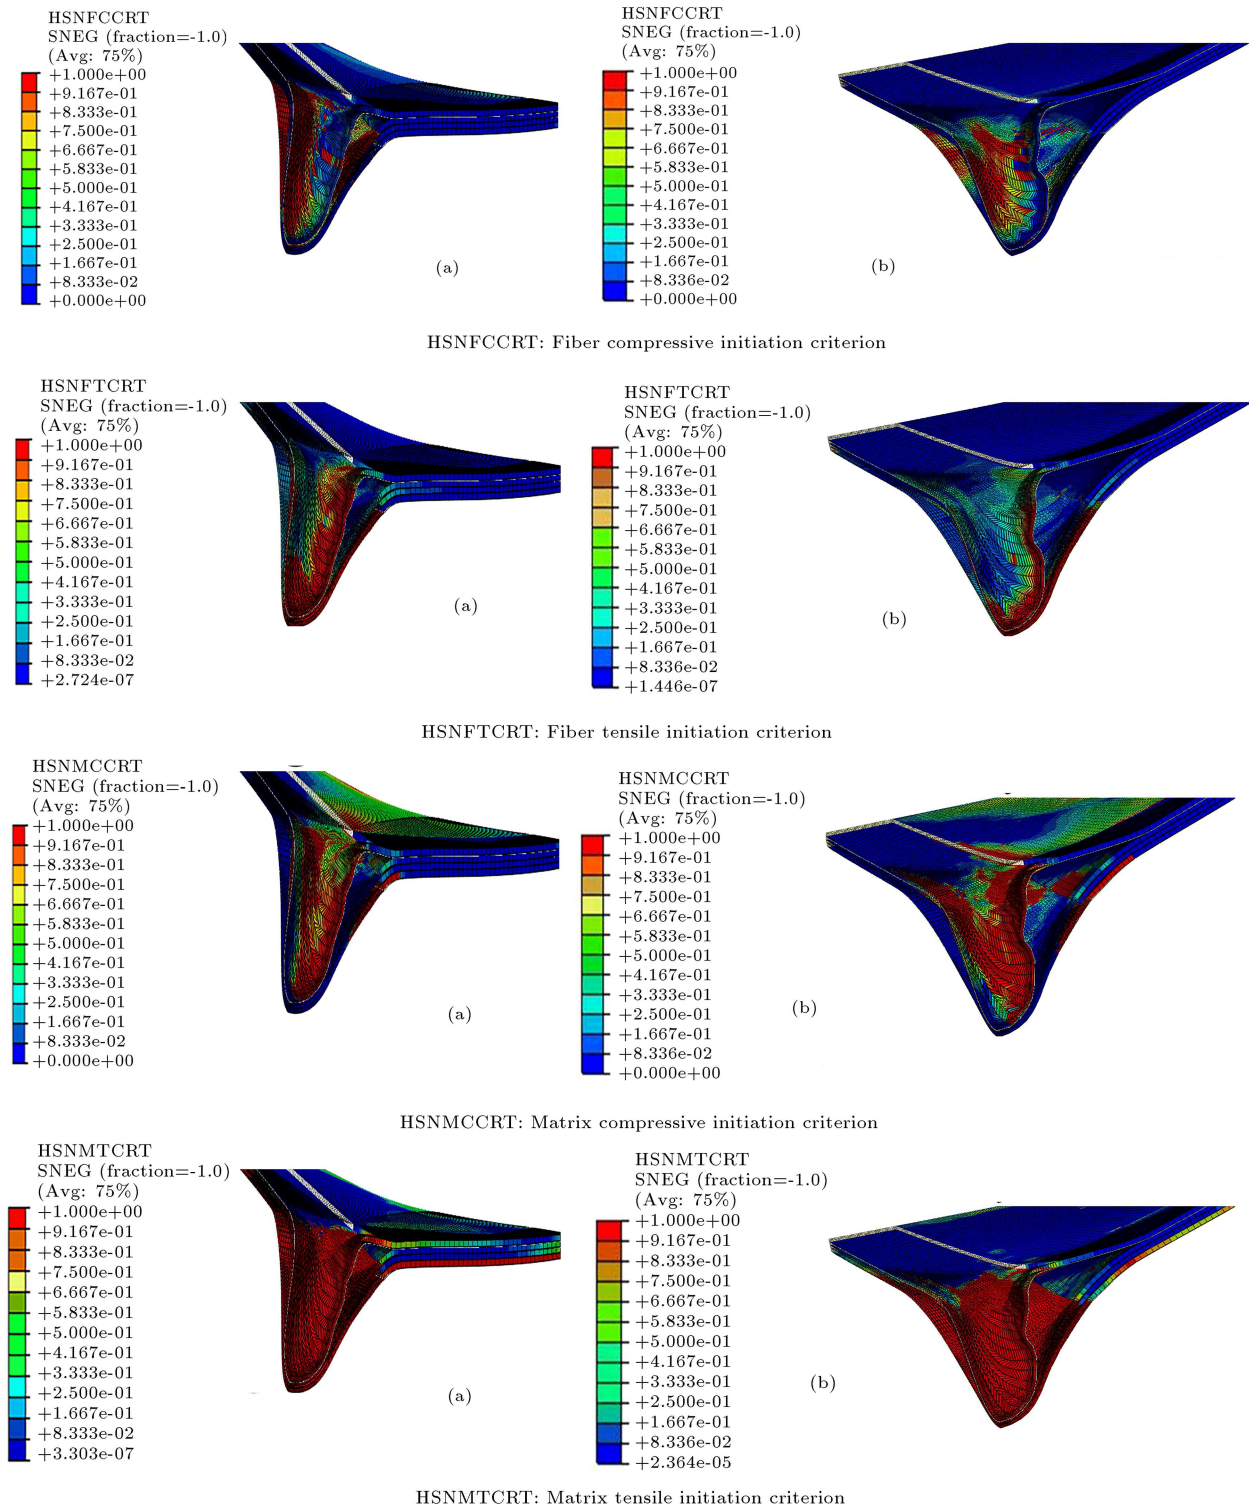 HSNFCCRT
SNEG (fraction=-1.0)
(Avg: 75%)
+1.000e+00
+9.167e-01
+8.333e-01
+7.500e-01
+6.667e-01
+5.833e-01
+5.000e-01
+4.167e-01
+3.333e-01
+2.500e-01
+1.667e-01
+8.333e-02
+0.000e+00
(a)
HSNFCCRT
SNEG (fraction=-1.0)
(Avg: 75%)
+1.000e+00
+9.167e-01
+8.333e-01
+7.500e-01
+6.667e-01
+5.833e-01
+5.000e-01
+4.167e-01
+3.333e-01
+2.500e-01
+1.667e-01
+8.336e-02
+0.000e+00
(b)
HSNFCCRT: Fiber compressive initiation criterion
HSNFTCRT
SNEG (fraction=-1.0)
(Avg: 75%)
+1.000e+00
+9.167e-01
+8.333e-01
+7.500e-01
+6.667e-01
+5.833e-01
+5.000e-01
+4.167e-01
+3.333e-01
+2.500e-01
+1.667e-01
+8.333e-02
+2.724e-07
(a)
HSNFTCRT
SNEG (fraction=-1.0)
(Avg: 75%)
+1.000e+00
+9.167e-01
+8.333e-01
+7.500e-01
+6.667e-01
+5.833e-01
+5.000e-01
+4.167e-01
+3.333e-01
+2.500e-01
+1.667e-01
+8.336e-02
+1.446e-07
(b)
HSNFTCRT: Fiber tensile initiation criterion
HSNMCCRT
SNEG (fraction=-1.0)
(Avg: 75%)
+1.000e+00
+9.167e-01
+8.333e-01
+7.500e-01
+6.667e-01
+5.833e-01
+5.000e-01
+4.167e-01
+3.333e-01
+2.500e-01
+1.667e-01
+8.333e-02
+0.000e+00
(a)
HSNMCCRT
SNEG (fraction=-1.0)
(Avg: 75%)
+1.000e+00
+9.167e-01
+8.333e-01
+7.500e-01
+6.667e-01
+5.833e-01
+5.000e-01
+4.167e-01
+3.333e-01
+2.500e-01
+1.667e-01
+8.336e-02
+0.000e+00
(b)
HSNMCCRT: Matrix compressive initiation criterion
HSNMTCRT
SNEG (fraction=-1.0)
(Avg: 75%)
+1.000e+00
+9.167e-01
+8.333e-01
+7.500e-01
+6.667e-01
+5.833e-01
+5.000e-01
+4.167e-01
+3.333e-01
+2.500e-01
+1.667e-01
+8.333e-02
+3.303e-07
(a)
HSNMTCRT
SNEG (fraction=-1.0)
(Avg: 75%)
+1.000e+00
+9.167e-01
+8.333e-01
+7.500e-01
+6.667e-01
+5.833e-01
+5.000e-01
+4.167e-01
+3.333e-01
+2.500e-01
+1.667e-01
+8.336e-02
+2.364e-05
(b)
HSNMTCRT: Matrix tensile initiation criterion